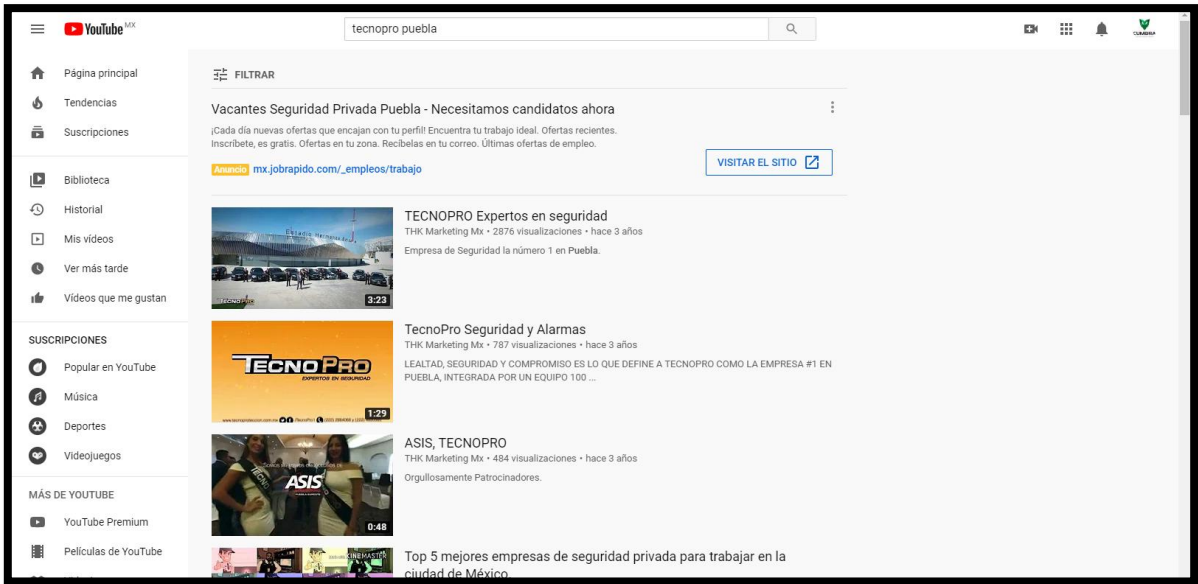 YouTube MX
tecnopro puebla
CUMBRIA
Página principal
Tendencias
Suscripciones
Biblioteca
Historial
Mis vídeos
Ver más tarde
Vídeos que me gustan
SUSCRIPCIONES
Popular en YouTube
Música
Deportes
Videojuegos
MÁS DE YOUTUBE
YouTube Premium
Películas de YouTube
FILTRAR
Vacantes Seguridad Privada Puebla - Necesitamos candidatos ahora
¡Cada día nuevas ofertas que encajan con tu perfil! Encuentra tu trabajo ideal. Ofertas recientes.
Inscríbete, es gratis. Ofertas en tu zona. Recíbelas en tu correo. Últimas ofertas de empleo.
Anuncio mx.jobrapido.com/_empleos/trabajo
VISITAR EL SITIO
TECNOPRO
3:23
TECNOPRO Expertos en seguridad
THK Marketing Mx • 2876 visualizaciones • hace 3 años
Empresa de Seguridad la número 1 en Puebla.
TECNOPRO
EXPERTOS EN SEGURIDAD
1:29
TecnoPro Seguridad y Alarmas
THK Marketing Mx • 787 visualizaciones • hace 3 años
LEALTAD, SEGURIDAD Y COMPROMISO ES LO QUE DEFINE A TECNOPRO COMO LA EMPRESA #1 EN
PUEBLA, INTEGRADA POR UN EQUIPO 100 ...
ASIS
0:48
ASIS, TECNOPRO
THK Marketing Mx • 484 visualizaciones • hace 3 años
Orgullosamente Patrocinadores.
KINEMASTER
Top 5 mejores empresas de seguridad privada para trabajar en la
ciudad de México.